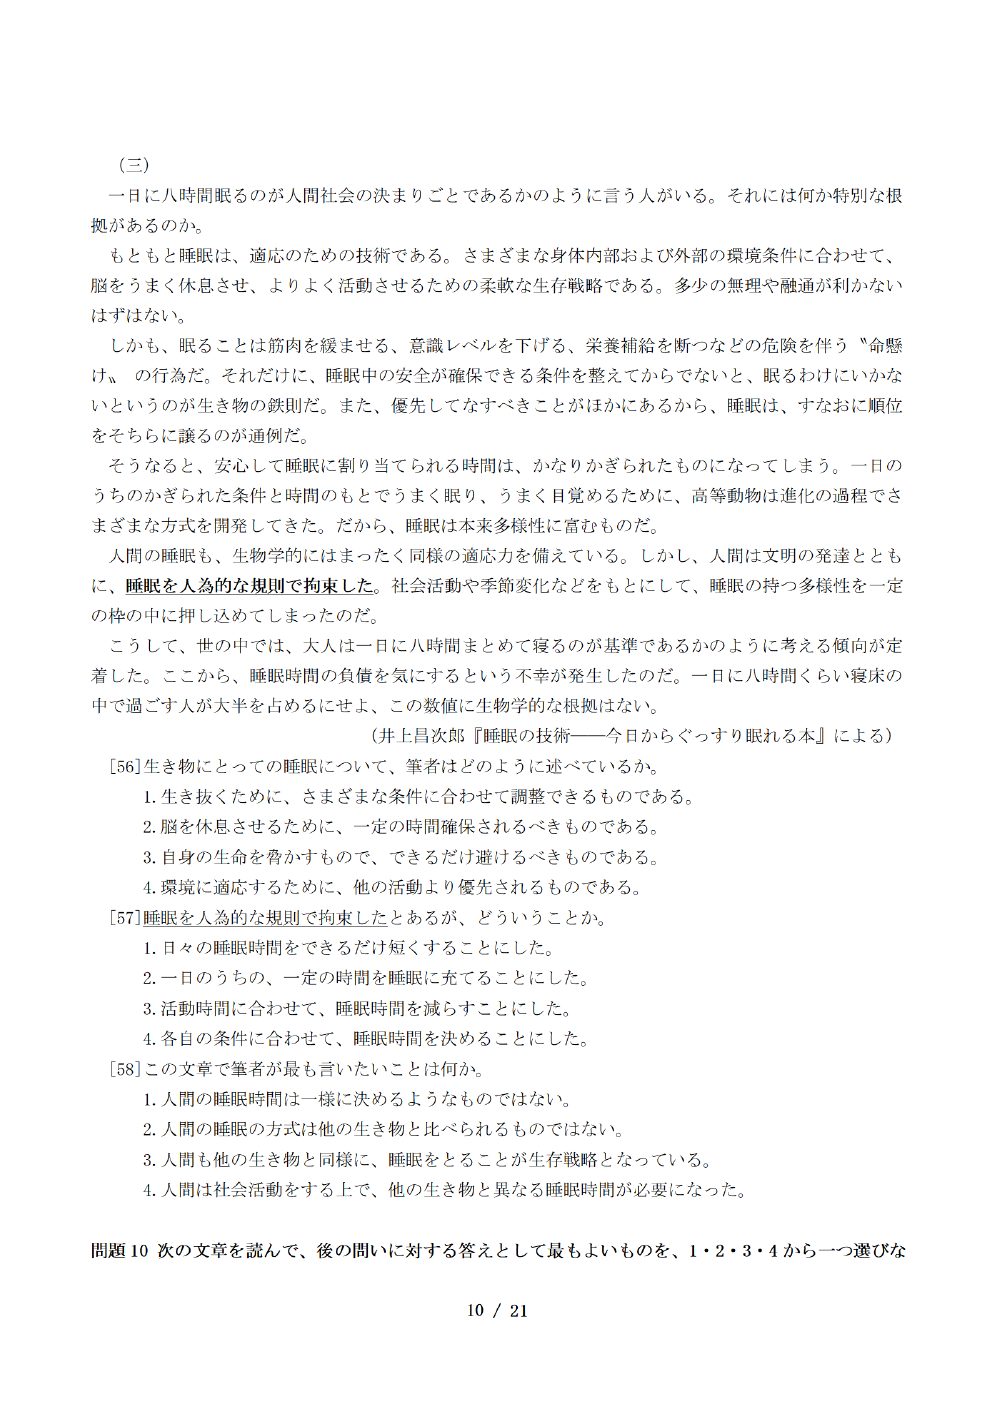 （三）
一日に八時間眠るのが人間社会の決まりごとであるかのように言う人がいる。それには何か特別な根
拠があるのか。
もともと睡眠は、適応のための技術である。さまざまな身体内部および外部の環境条件に合わせて、
脳をうまく休息させ、よりよく活動させるための柔軟な生存戦略である。多少の無理や融通が利かない
はずはない。
しかも、眠ることは筋肉を緩ませる、意識レベルを下げる、栄養補給を断つなどの危険を伴う〝命懸
け〟 の行為だ。それだけに、睡眠中の安全が確保できる条件を整えてからでないと、眠るわけにいかな
いというのが生き物の鉄則だ。また、優先してなすべきことがほかにあるから、睡眠は、すなおに順位
をそちらに譲るのが通例だ。
そうなると、安心して睡眠に割り当てられる時間は、かなりかぎられたものになってしまう。一日の
うちのかぎられた条件と時間のもとでうまく眠り、うまく目覚めるために、高等動物は進化の過程でさ
まざまな方式を開発してきた。だから、睡眠は本来多様性に富むものだ。
人間の睡眠も、生物学的にはまったく同様の適応力を備えている。しかし、人間は文明の発達ととも
に、睡眠を人為的な規則で拘束した。社会活動や季節変化などをもとにして、睡眠の持つ多様性を一定
の枠の中に押し込めてしまったのだ。
こうして、世の中では、大人は一日に八時間まとめて寝るのが基準であるかのように考える傾向が定
着した。ここから、睡眠時間の負債を気にするという不幸が発生したのだ。一日に八時間くらい寝床の
中で過ごす人が大半を占めるにせよ、この数値に生物学的な根拠はない。
（井上昌次郎『睡眠の技術――今日からぐっすり眠れる本』による）
[56]生き物にとっての睡眠について、筆者はどのように述べているか。
1.生き抜くために、さまざまな条件に合わせて調整できるものである。
2.脳を休息させるために、一定の時間確保されるべきものである。
3.自身の生命を脅かすもので、できるだけ避けるべきものである。
4.環境に適応するために、他の活動より優先されるものである。
[57]睡眠を人為的な規則で拘束したとあるが、どういうことか。
1.日々の睡眠時間をできるだけ短くすることにした。
2.一日のうちの、一定の時間を睡眠に充てることにした。
3.活動時間に合わせて、睡眠時間を減らすことにした。
4.各自の条件に合わせて、睡眠時間を決めることにした。
[58]この文章で筆者が最も言いたいことは何か。
1.人間の睡眠時間は一様に決めるようなものではない。
2.人間の睡眠の方式は他の生き物と比べられるものではない。
3.人間も他の生き物と同様に、睡眠をとることが生存戦略となっている。
4.人間は社会活動をする上で、他の生き物と異なる睡眠時間が必要になった。
問題 10 次の文章を読んで、後の問いに対する答えとして最もよいものを、1・2・3・4 から一つ選びな
10 / 21